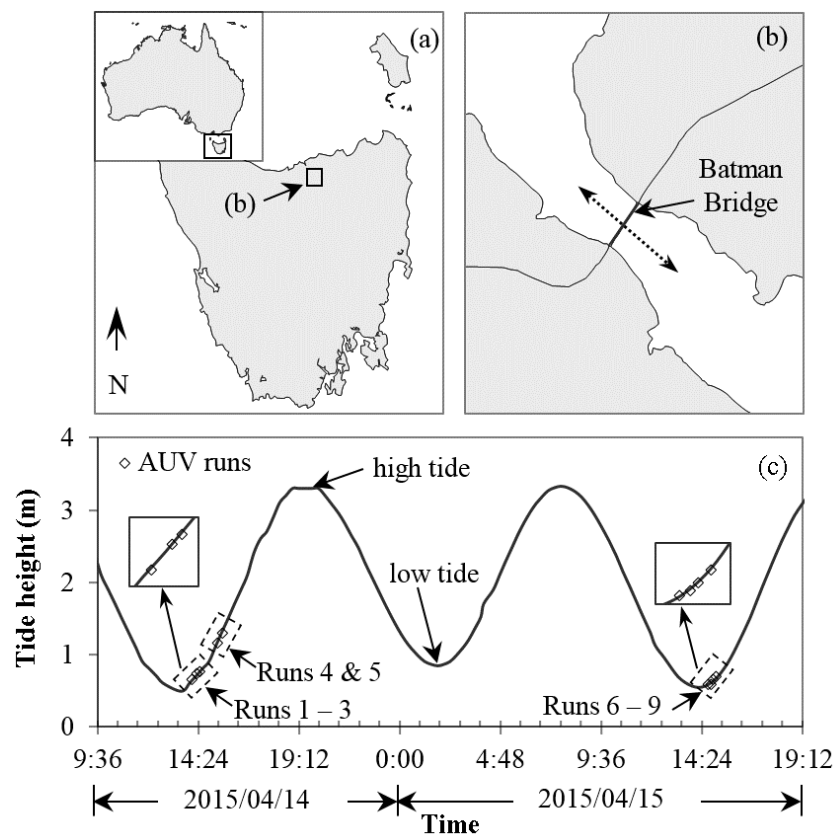 (a)
(b)
N
(b)
Batman
Bridge
(c)
AUV runs
high tide
low tide
Runs 4 & 5
Runs 1 – 3
Runs 6 – 9
Tide height (m)
4
3
2
1
0
9:36 14:24 19:12 0:00 4:48 9:36 14:24 19:12
2015/04/14 2015/04/15
Time